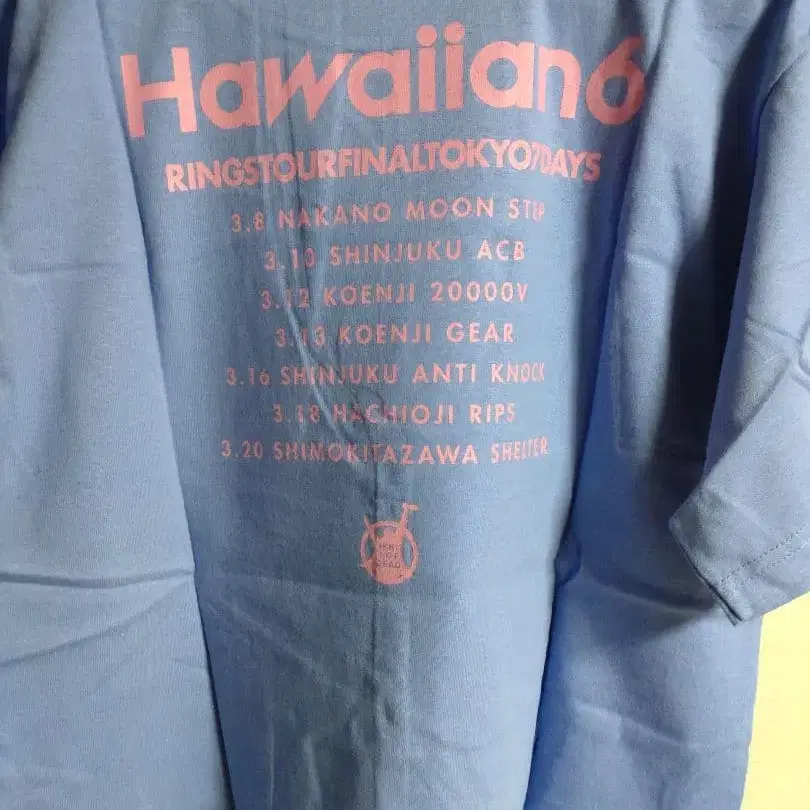 Hawaiian6
RINGSTOURFINALTOKYO7DAYS
3.8 NAKANO MOON STEP
3.10 SHINJUKU ACB
3.12 KOENJI 20000V
3.13 KOENJI GEAR
3.16 SHINJUKU ANTI KNOCK
3.18 HACHIOJI RIPS
3.20 SHIMOKITAZAWA SHELTER